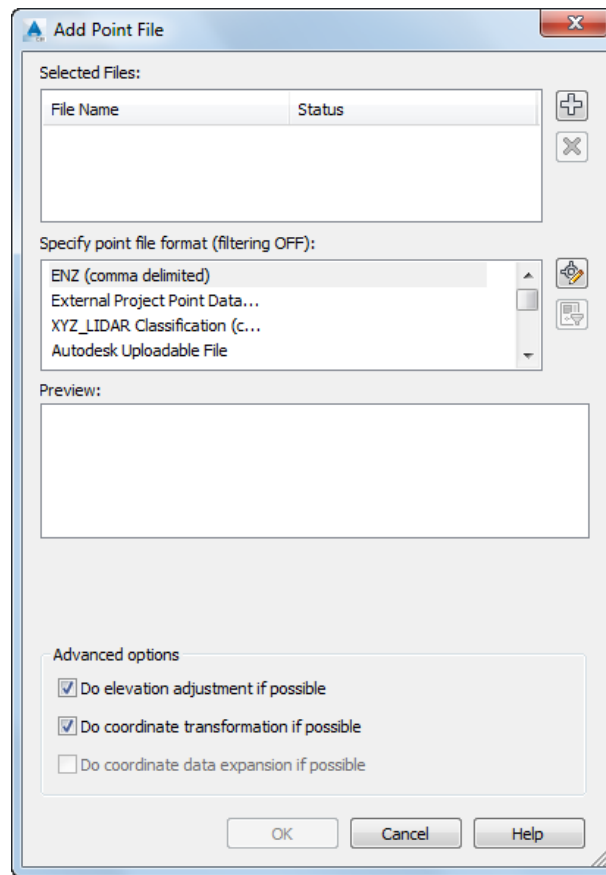 Add Point File
Selected Files:
File Name Status
Specify point file format (filtering OFF):
ENZ (comma delimited)
External Project Point Data...
XYZ_LIDAR Classification (c...
Autodesk Uploadable File
Preview:
Advanced options
Do elevation adjustment if possible
Do coordinate transformation if possible
Do coordinate data expansion if possible
OK Cancel Help